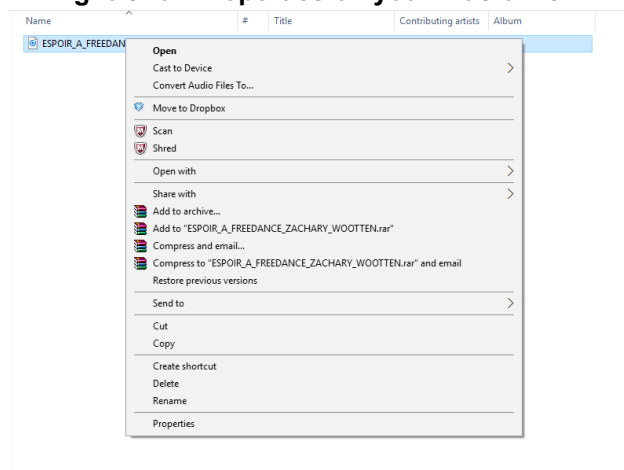 Name # Title Contributing artists Album
ESPOIR_A_FREEDAN
Open
Cast to Device
Convert Audio Files To...
Move to Dropbox
Scan
Shred
Open with
Share with
Add to archive...
Add to "ESPOIR_A_FREEDANCE_ZACHARY_WOOTTEN.rar"
Compress and email...
Compress to "ESPOIR_A_FREEDANCE_ZACHARY_WOOTTEN.rar" and email
Restore previous versions
Send to
Cut
Copy
Create shortcut
Delete
Rename
Properties